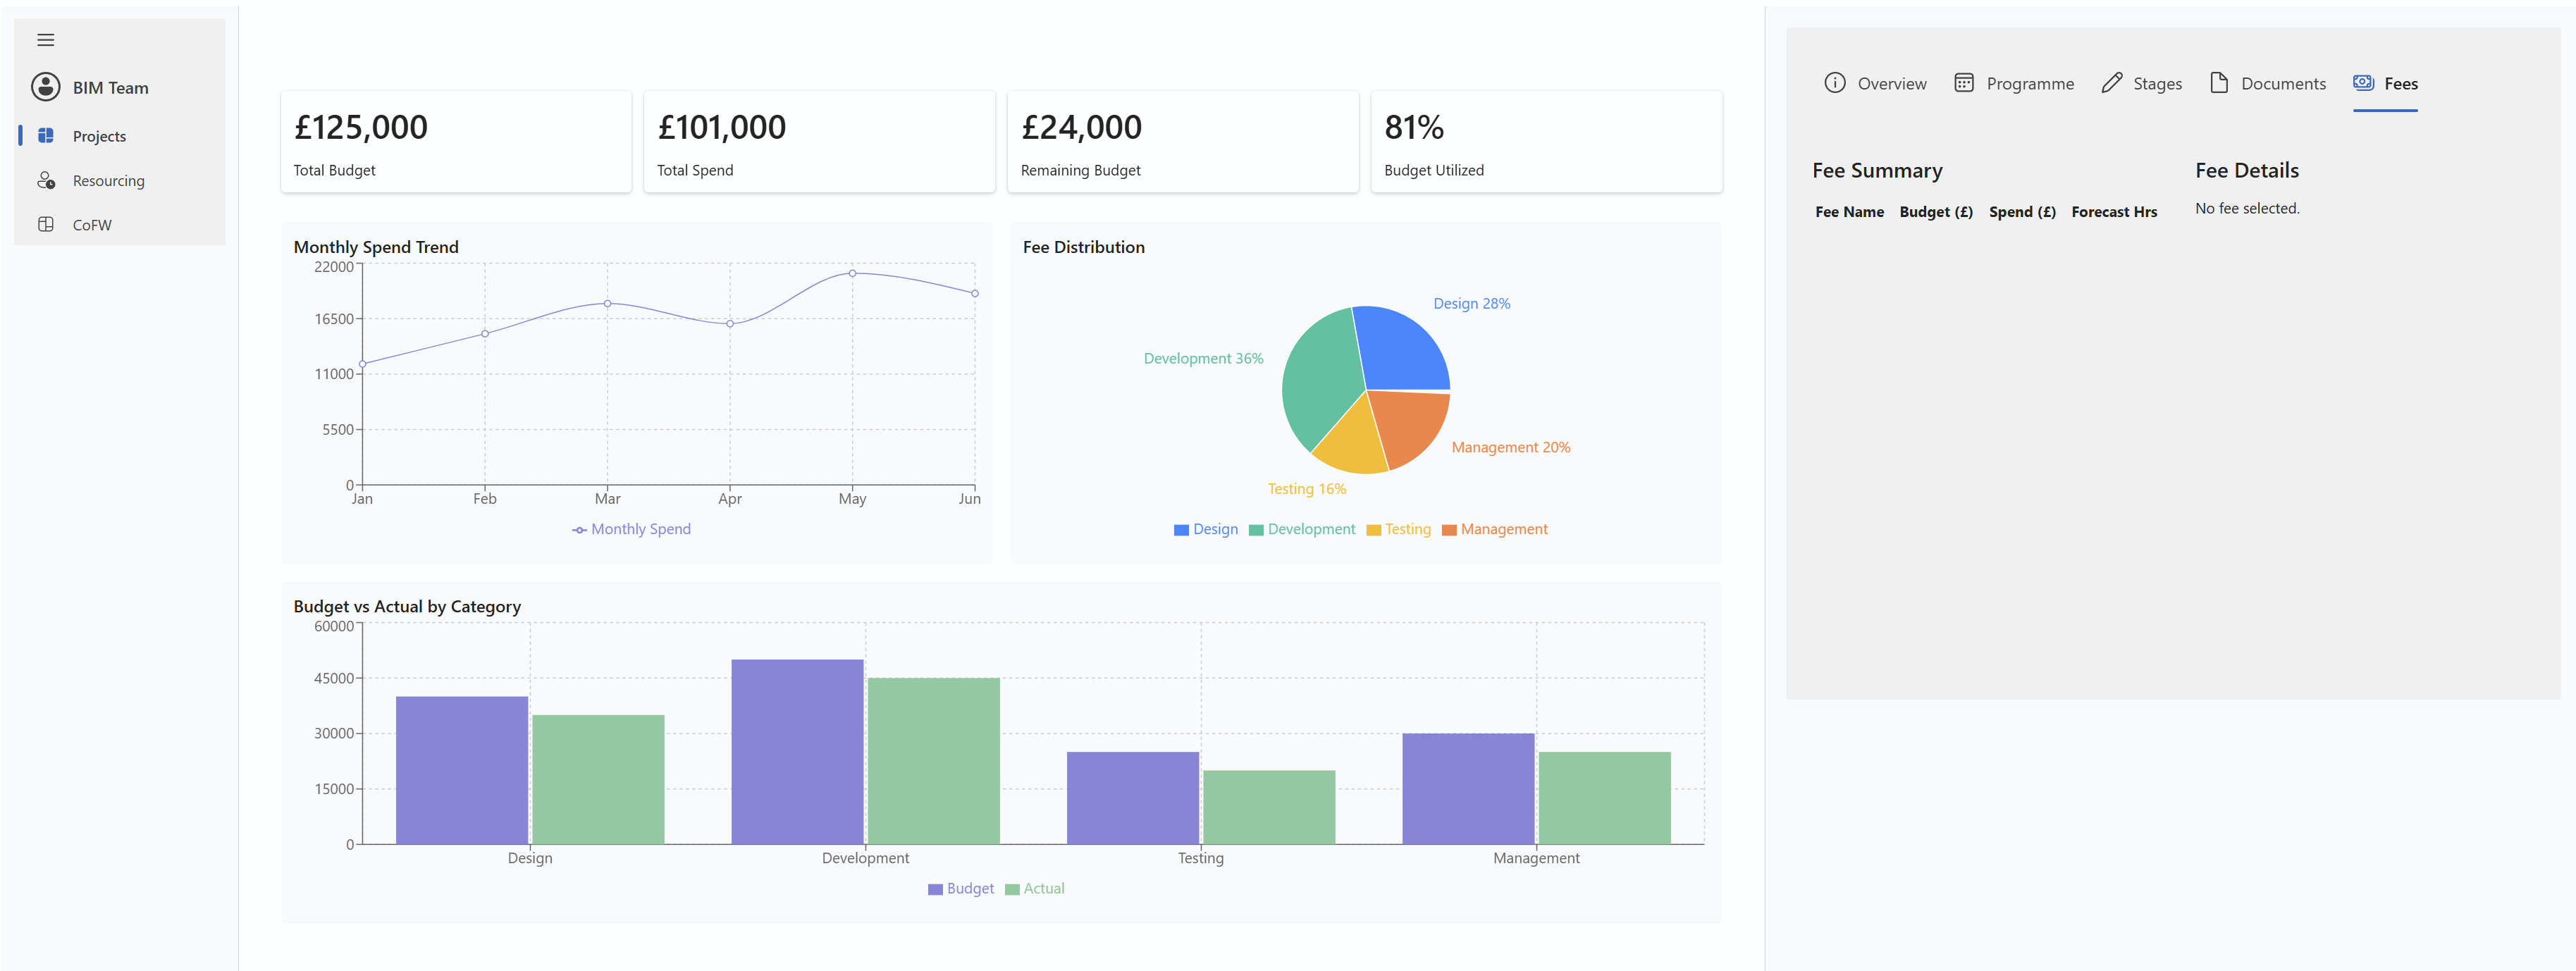 BIM Team
Projects
Resourcing
CoFW
£125,000
Total Budget
£101,000
Total Spend
£24,000
Remaining Budget
81%
Budget Utilized
Monthly Spend Trend
22000
16500
11000
5500
0
Jan Feb Mar Apr May Jun
Monthly Spend
Fee Distribution
Design 28%
Development 36%
Management 20%
Testing 16%
Design Development Testing Management
Budget vs Actual by Category
60000
45000
30000
15000
0
Design Development Testing Management
Budget Actual
Overview Programme Stages Documents Fees
Fee Summary
Fee Name Budget (£) Spend (£) Forecast Hrs
Fee Details
No fee selected.